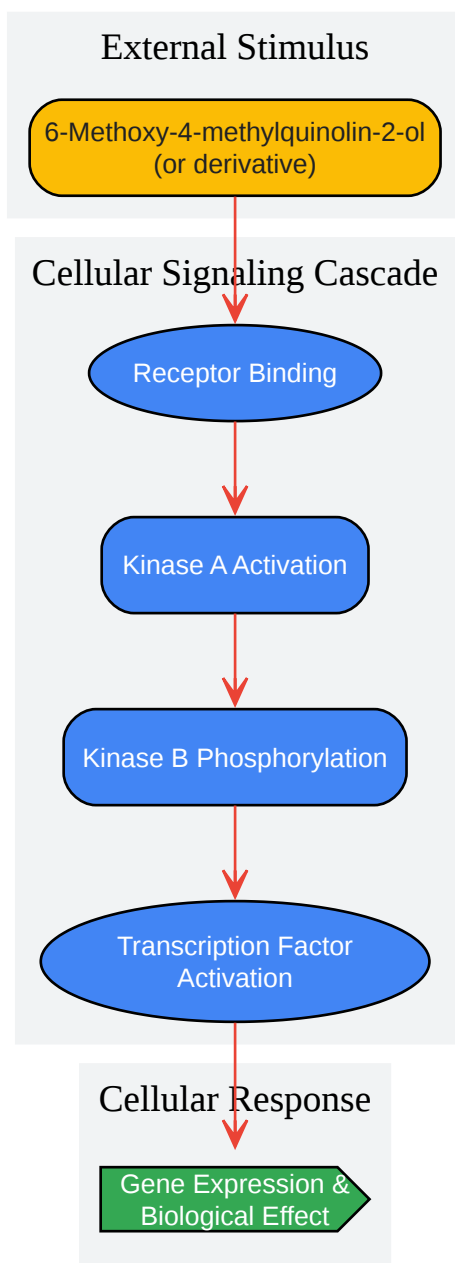 External Stimulus
6-Methoxy-4-methylquinolin-2-ol
(or derivative)
Cellular Signaling Cascade
Receptor Binding
Kinase A Activation
Kinase B Phosphorylation
Transcription Factor
Activation
Cellular Response
Gene Expression &
Biological Effect